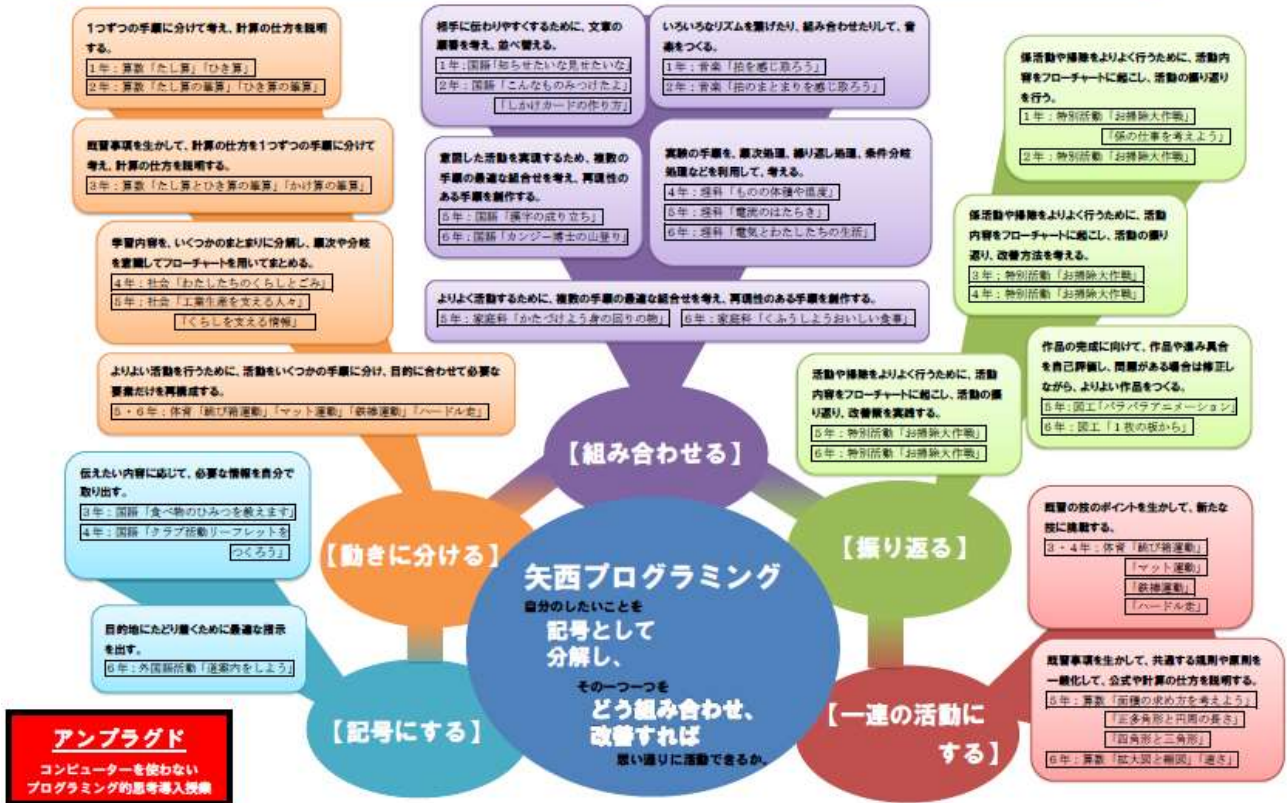 1つずつの手順に分けて考え、計算の仕方を説明
する。
1年：算数「たし算」「ひき算」
2年：算数「たし算の筆算」「ひき算の筆算」
既習事項を生かして、計算の仕方を1つずつの手順に分けて
考え、計算の仕方を説明する。
3年：算数「たし算とひき算の筆算」「かけ算の筆算」
学習内容を、いくつかのまとまりに分解し、順次や分岐
を意識してフローチャートを用いてまとめる。
4年：社会「わたしたちのくらしとごみ」
5年：社会「工業生産を支える人々」
「くらしを支える情報」
よりよい活動を行うために、活動をいくつかの手順に分け、目的に合わせて必要な
要素だけを再構成する。
5・6年：体育「跳び箱運動」「マット運動」「鉄棒運動」「ハードル走」
相手に伝わりやすくするために、文章の
順番を考え、並べ替える。
1年：国語「知らせたいな見せたいな」
2年：国語「こんなものみつけたよ」
「しかけカードの作り方」
いろいろなリズムを繋げたり、組み合わせたりして、音
楽をつくる。
1年：音楽「拍を感じ取ろう」
2年：音楽「拍のまとまりを感じ取ろう」
意図した活動を実現するため、複数の
手順の最適な組合せを考え、再現性の
ある手順を創作する。
5年：国語「漢字の成り立ち」
6年：国語「カンジー博士の山登り」
実験の手順を、順次処理、繰り返し処理、条件分岐
処理などを利用して、考える。
4年：理科「ものの体積や温度」
5年：理科「電流のはたらき」
6年：理科「電気とわたしたちの生活」
よりよく活動するために、複数の手順の最適な組合せを考え、再現性のある手順を創作する。
5年：家庭科「かたづけよう身の回りの物」 6年：家庭科「くふうしようおいしい食事」
係活動や掃除をよりよく行うために、活動内
容をフローチャートに起こし、活動の振り返り
を行う。
1年：特別活動「お掃除大作戦」
「係の仕事を考えよう」
2年：特別活動「お掃除大作戦」
係活動や掃除をよりよく行うために、活動
内容をフローチャートに起こし、活動の振り
返り、改善方法を考える。
3年：特別活動「お掃除大作戦」
4年：特別活動「お掃除大作戦」
活動や掃除をよりよく行うために、活動
内容をフローチャートに起こし、活動の振
り返り、改善策を実践する。
5年：特別活動「お掃除大作戦」
6年：特別活動「お掃除大作戦」
作品の完成に向けて、作品や進み具合
を自己評価し、問題がある場合は修正し
ながら、よりよい作品をつくる。
5年：図工「パラパラアニメーション」
6年：図工「1枚の板から」
伝えたい内容に応じて、必要な情報を自分で
取り出す。
3年：国語「食べ物のひみつを教えます」
4年：国語「クラブ活動リーフレットを
つくろう」
目的地にたどり着くために最適な指示
を出す。
6年：外国語活動「道案内をしよう」
既習の技のポイントを生かして、新たな
技に挑戦する。
3・4年：体育「跳び箱運動」
「マット運動」
「鉄棒運動」
「ハードル走」
既習事項を生かして、共通する規則や原則を
一般化して、公式や計算の仕方を説明する。
5年：算数「面積の求め方を考えよう」
「正多角形と円周の長さ」
「四角形と三角形」
6年：算数「拡大図と縮図」「速さ」
【組み合わせる】
【動きに分ける】
【振り返る】
【記号にする】
【一連の活動に
する】
矢西プログラミング
自分のしたいことを
記号として
分解し、
その一つ一つを
どう組み合わせ、
改善すれば
思い通りに活動できるか。
アンプラグド
コンピューターを使わない
プログラミング的思考導入授業